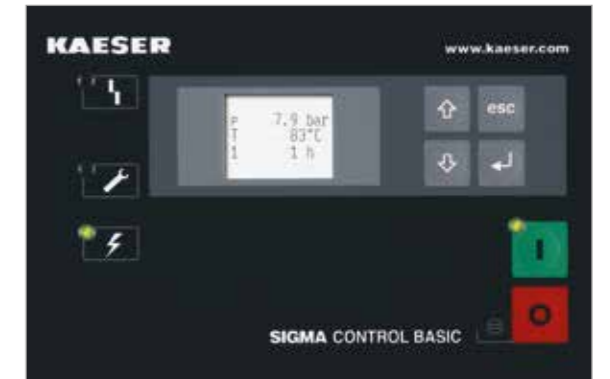 KAESER
www.kaeser.com
P 7.9 bar
T 83°C
1 1 h
esc
I
O
SIGMA CONTROL BASIC